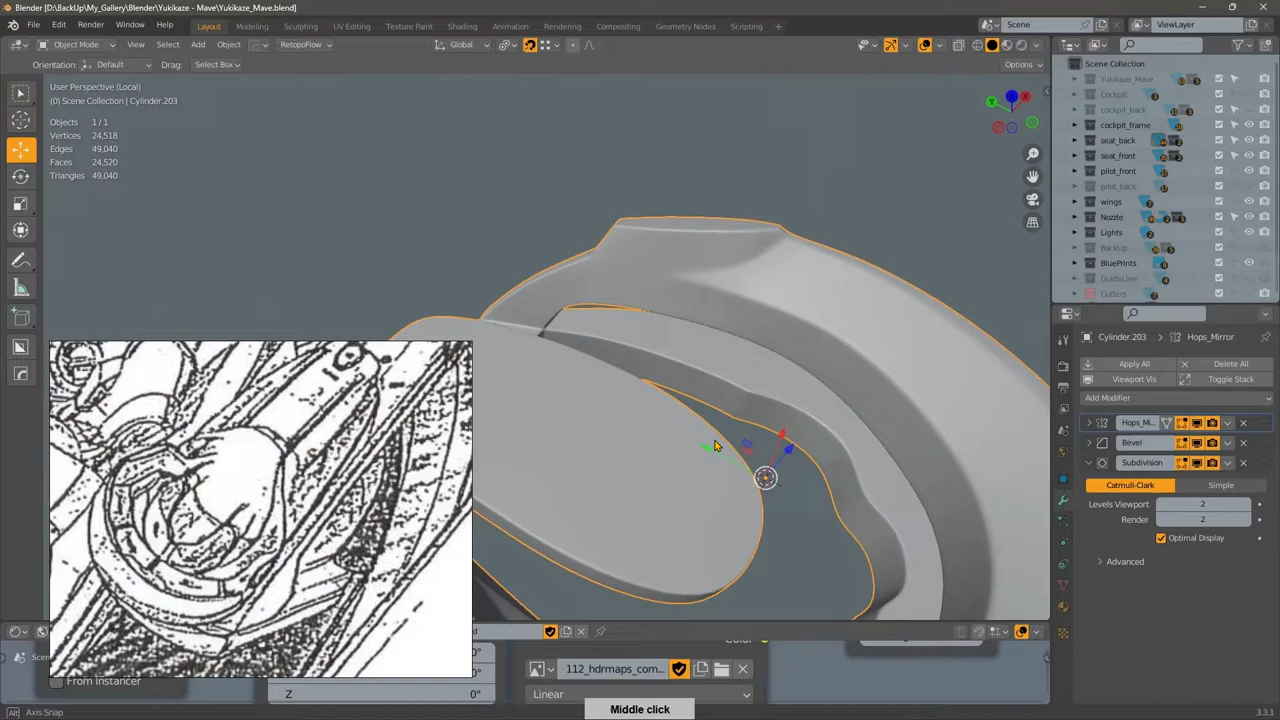 Blender [D:\BackUp\My_Gallery\Blender\Yukikaze - Mave\Yukikaze_Mave.blend]
File Edit Render Window Help Layout Modeling Sculpting UV Editing Texture Paint Shading Animation Rendering Compositing Geometry Nodes Scripting Scene ViewLayer
Object Mode View Select Add Object RetopoFlow Global
Orientation: Default Drag: Select Box Options
User Perspective (Local)
(0) Scene Collection | Cylinder.203
Objects 1 / 1
Vertices 24,518
Edges 49,040
Faces 24,520
Triangles 49,040
Y
X
Scene Collection
Yukikaze_Mave
Cockpit
cockpit_back
cockpit_frame
seat_back
seat_front
pilot_front
pilot_back
wings
Nozzle
Lights
BackUp
BluePrints
GuideLine
Cutters
Cylinder.203 Hops_Mirror
Apply All Delete All
Viewport Vis Toggle Stack
Add Modifier
Hops_Mi...
Bevel
Subdivision
Catmull-Clark Simple
Levels Viewport 2
Render 2
Optimal Display
Advanced
From Instancer
Z 0°
112_hdrmaps_com...
Linear
Middle click
Alt Axis Snap
3.3.1